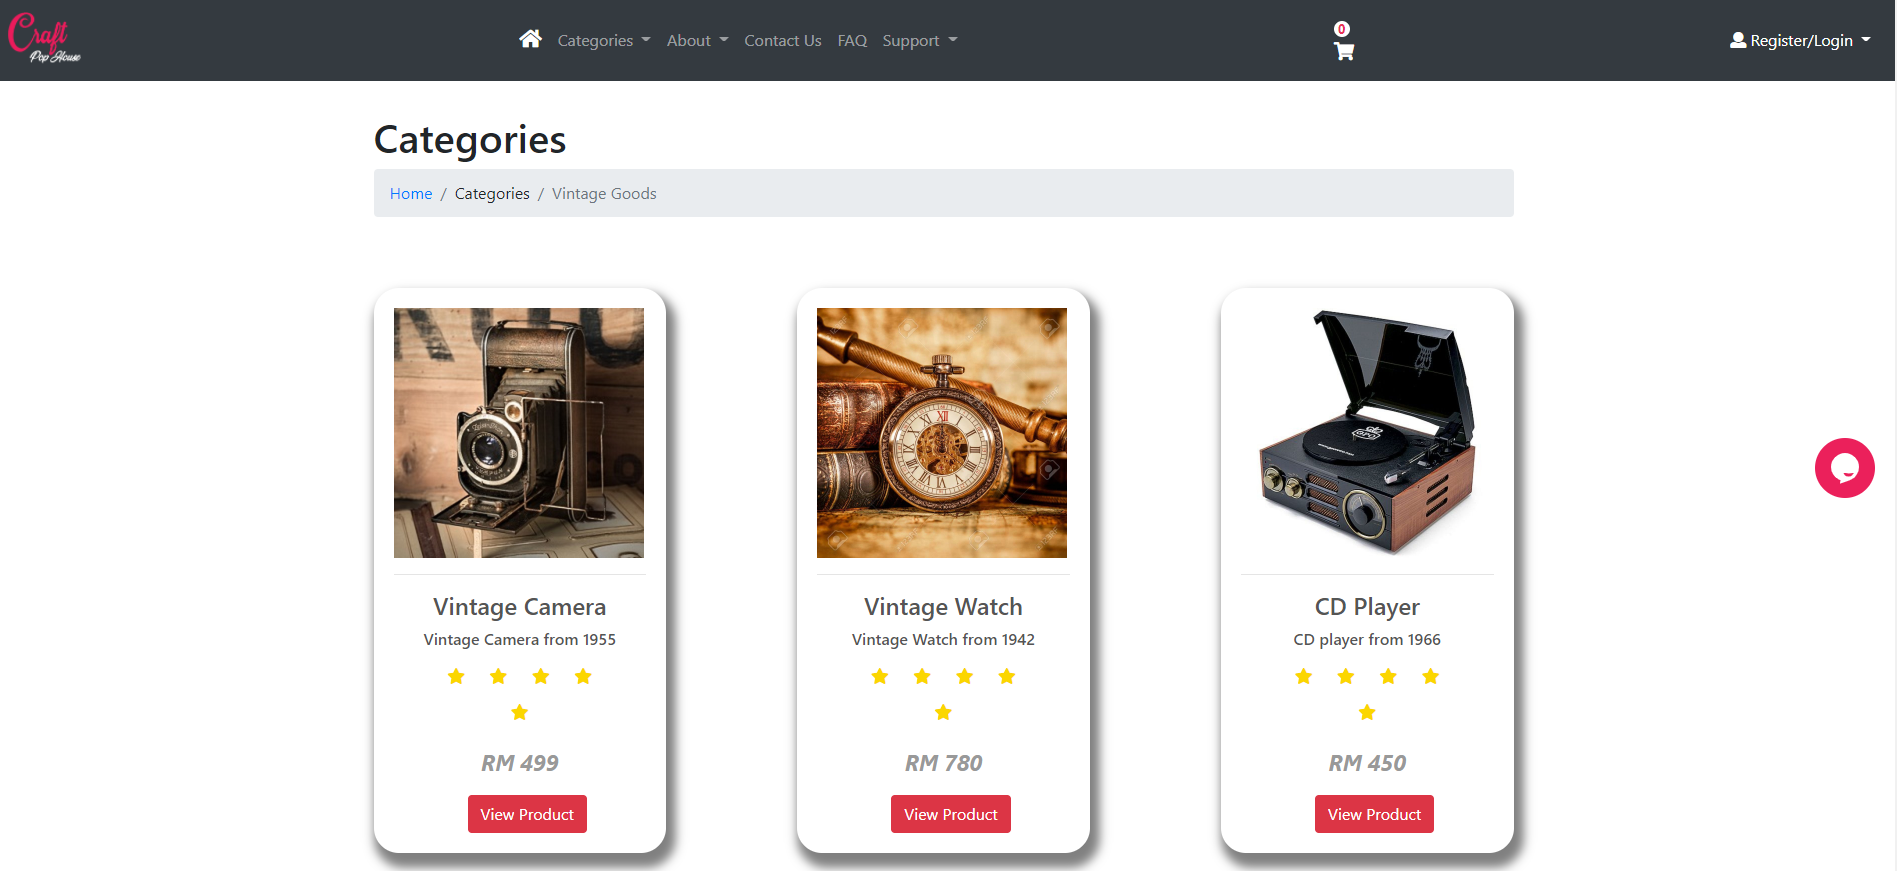 Craft
Pop House
Categories
About
Contact Us
FAQ
Support
0
Register/Login
Categories
Home / Categories / Vintage Goods
XII
Vintage Camera
Vintage Camera from 1955
RM 499
View Product
Vintage Watch
Vintage Watch from 1942
RM 780
View Product
CD Player
CD player from 1966
RM 450
View Product